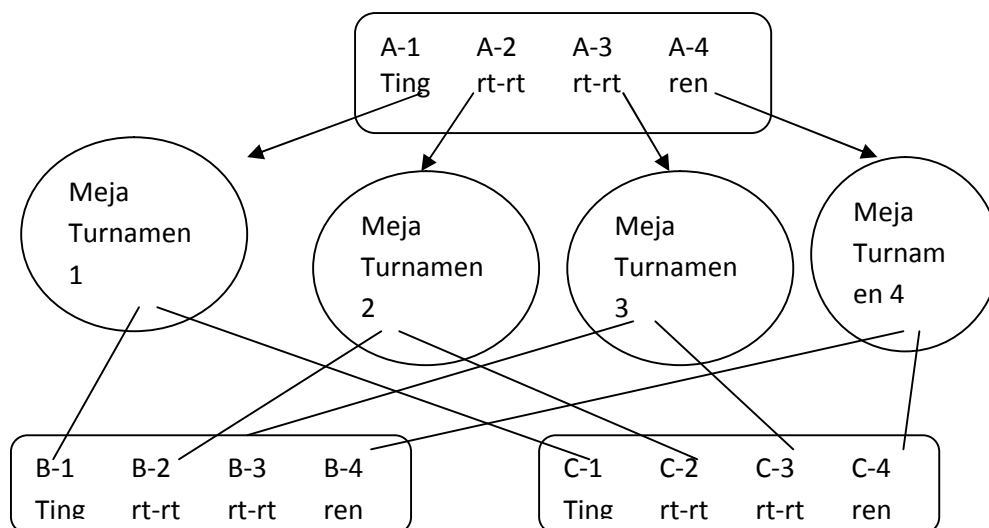 A-1 A-2 A-3 A-4
Ting rt-rt rt-rt ren
Meja
Turnamen
1
Meja
Turnamen
2
Meja
Turnamen
3
Meja
Turnam
en 4
B-1 B-2 B-3 B-4
Ting rt-rt rt-rt ren
C-1 C-2 C-3 C-4
Ting rt-rt rt-rt ren